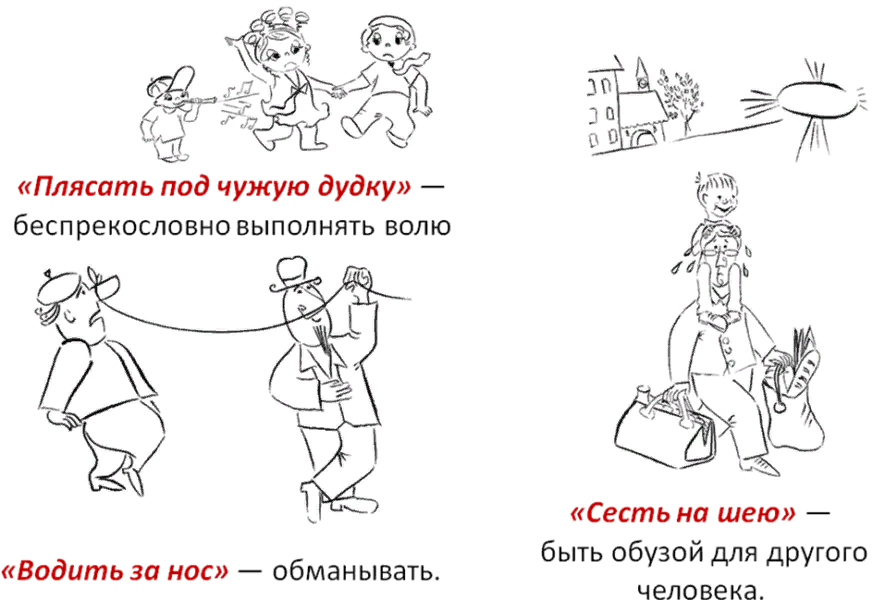 «Плясать под чужую дудку» —
беспрекословно выполнять волю
«Водить за нос» — обманывать.
«Сесть на шею» —
быть обузой для другого
человека.